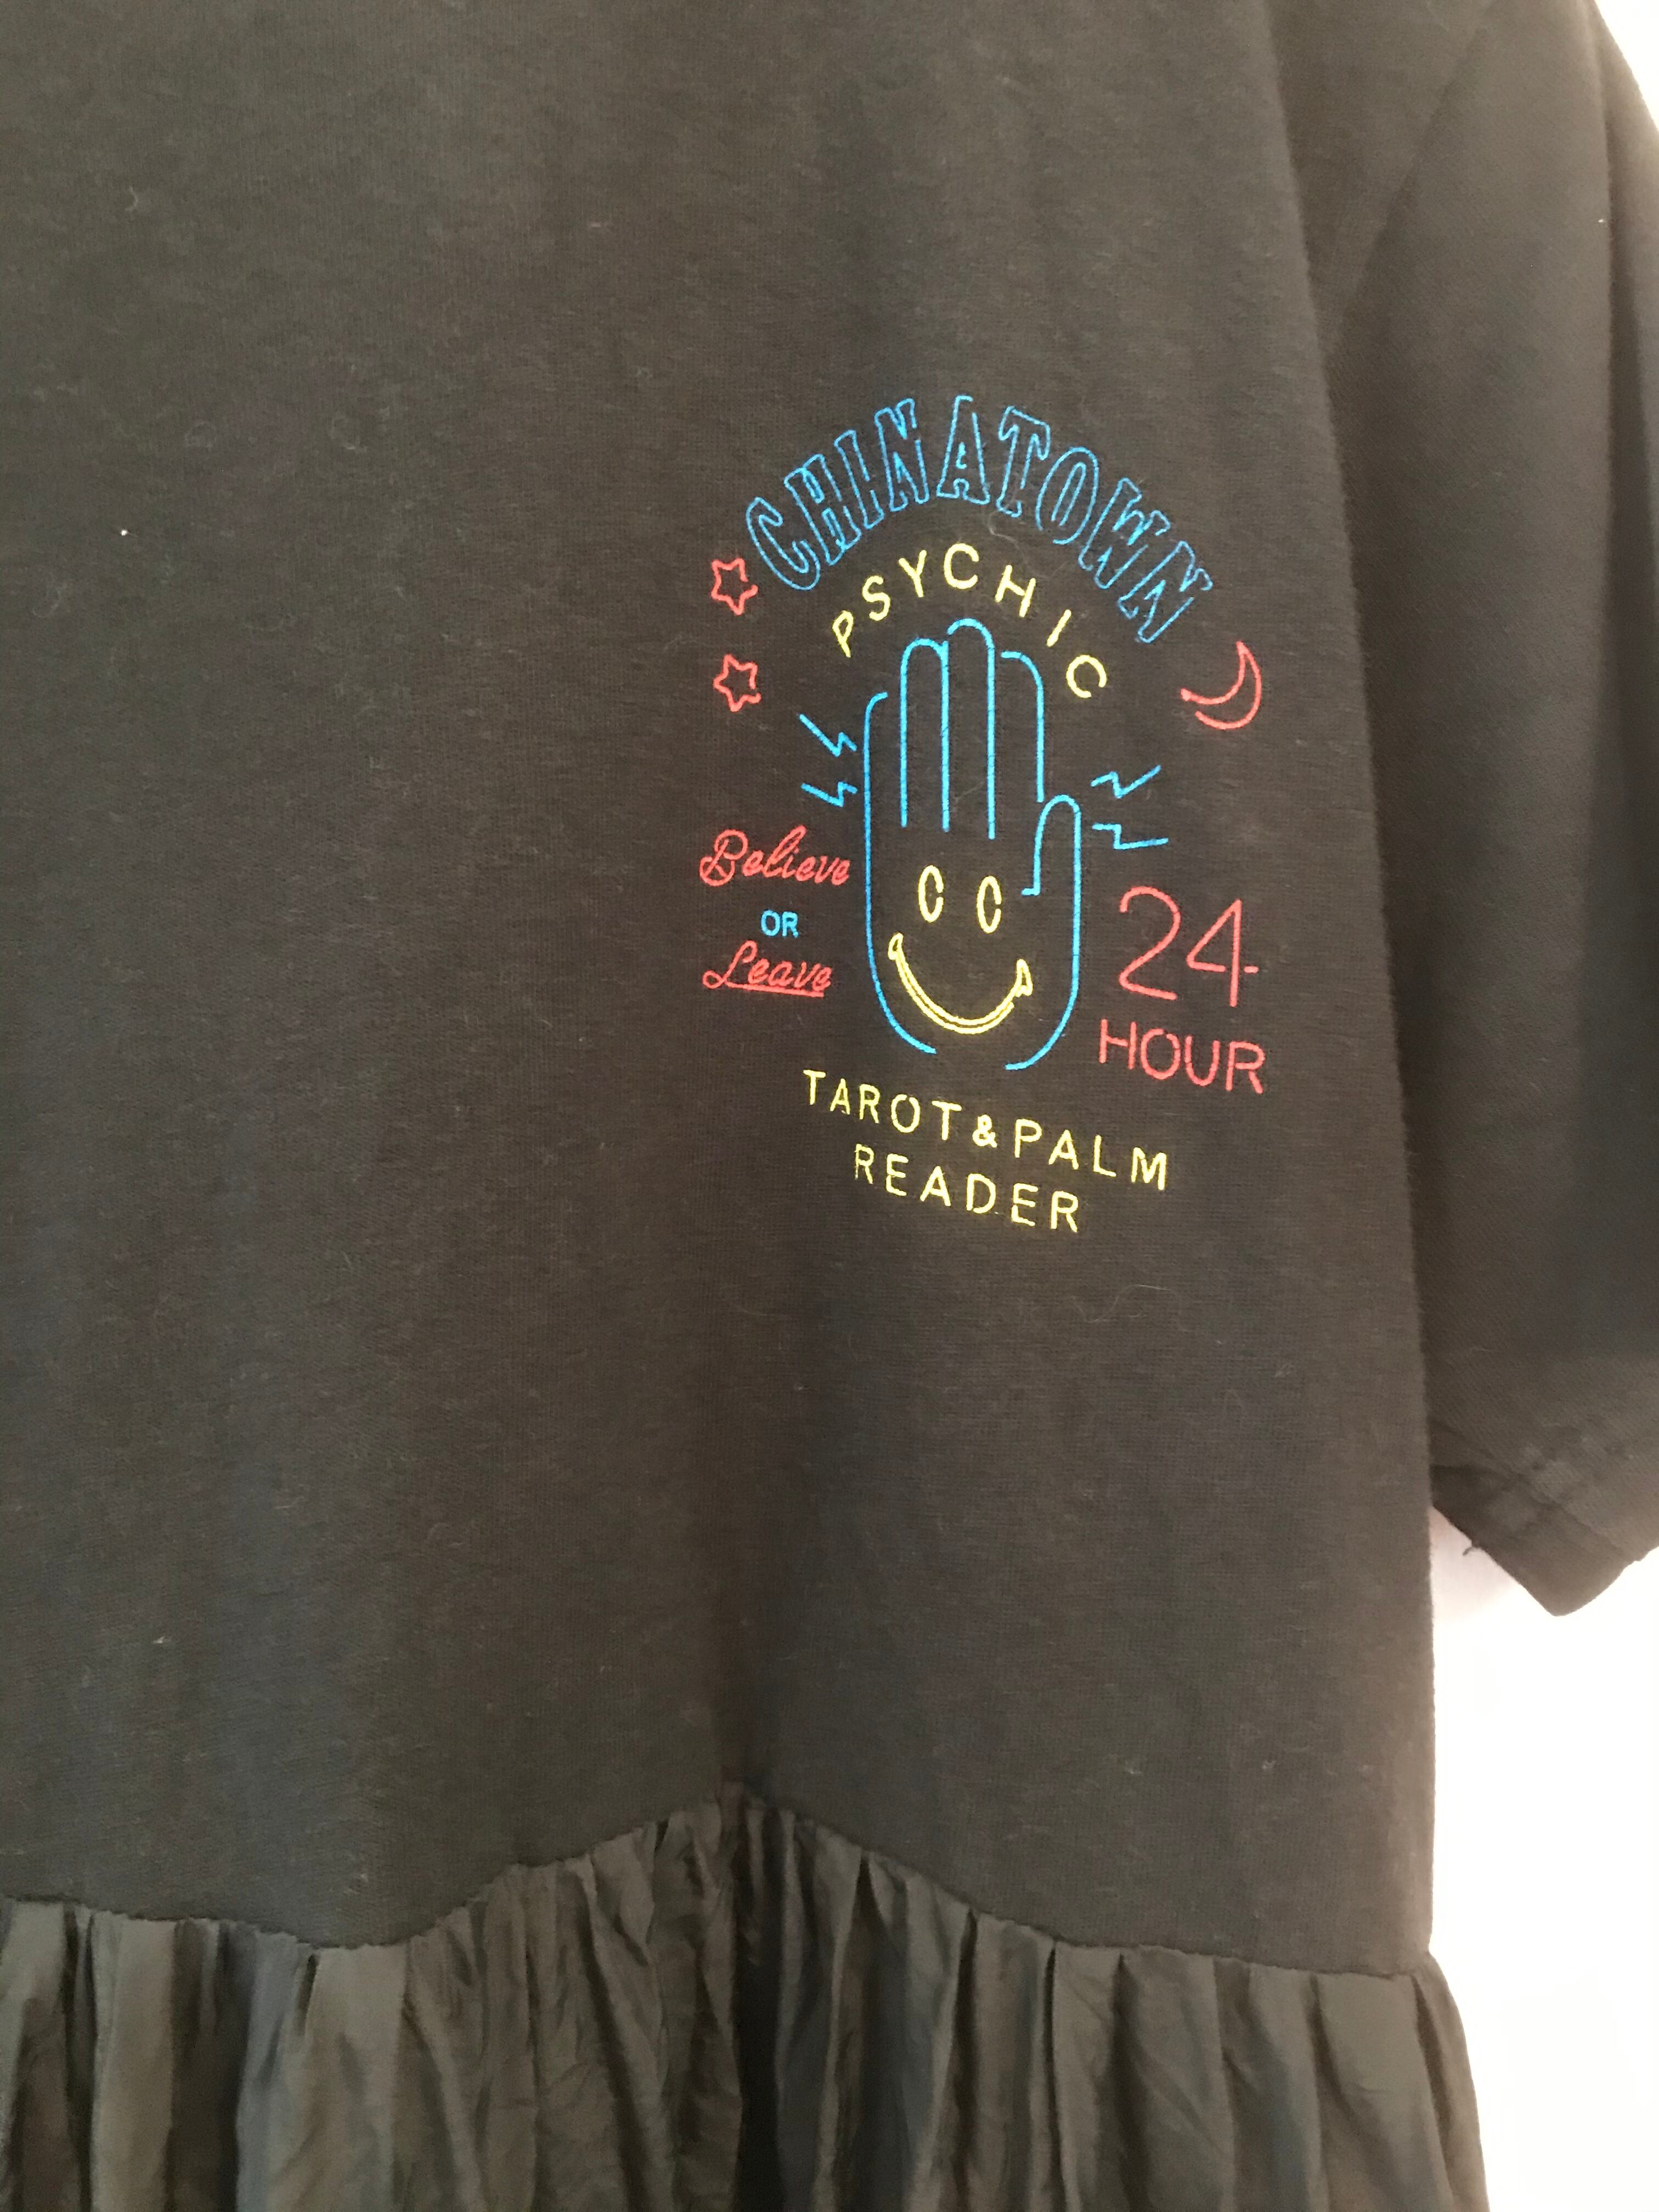 CHINATOWN
PSYCHIC
Believe
OR
Leave
24
HOUR
TAROT & PALM
READER